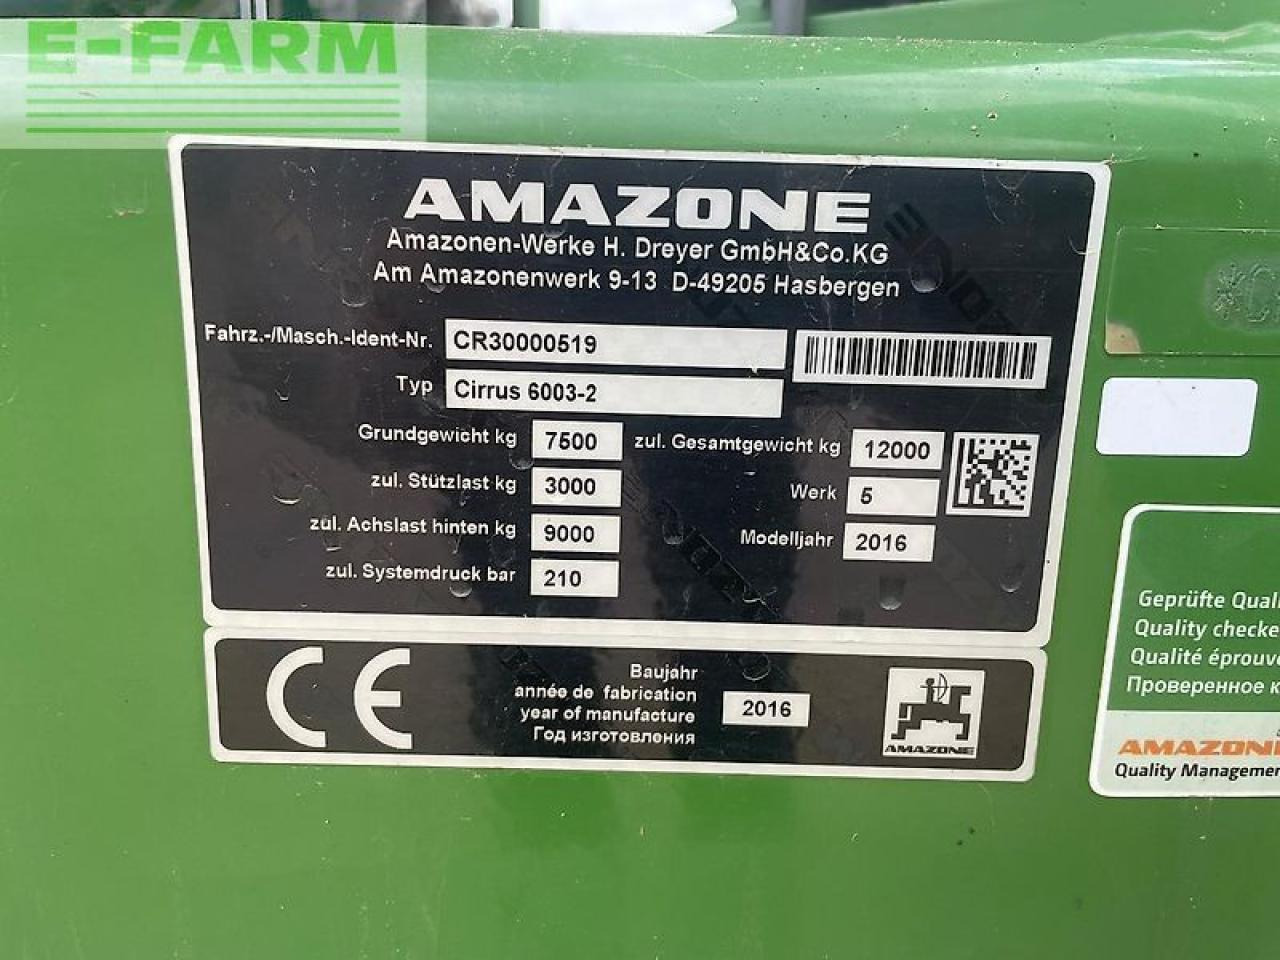 E-FARM
AMAZONE
Amazonen-Werke H. Dreyer GmbH&Co.KG
Am Amazonenwerk 9-13 D-49205 Hasbergen
Fahrz.-/Masch.-Ident-Nr. CR30000519
Typ Cirrus 6003-2
Grundgewicht kg 7500 zul. Gesamtgewicht kg 12000
zul. Stützlast kg 3000 Werk 5
zul. Achslast hinten kg 9000 Modelljahr 2016
zul. Systemdruck bar 210
CE
Baujahr
année de fabrication
year of manufacture 2016
Год изготовления
AMAZONE
Geprüfte Quali
Quality checke
Qualité éprouv
Проверенное к
AMAZONE
Quality Managemen